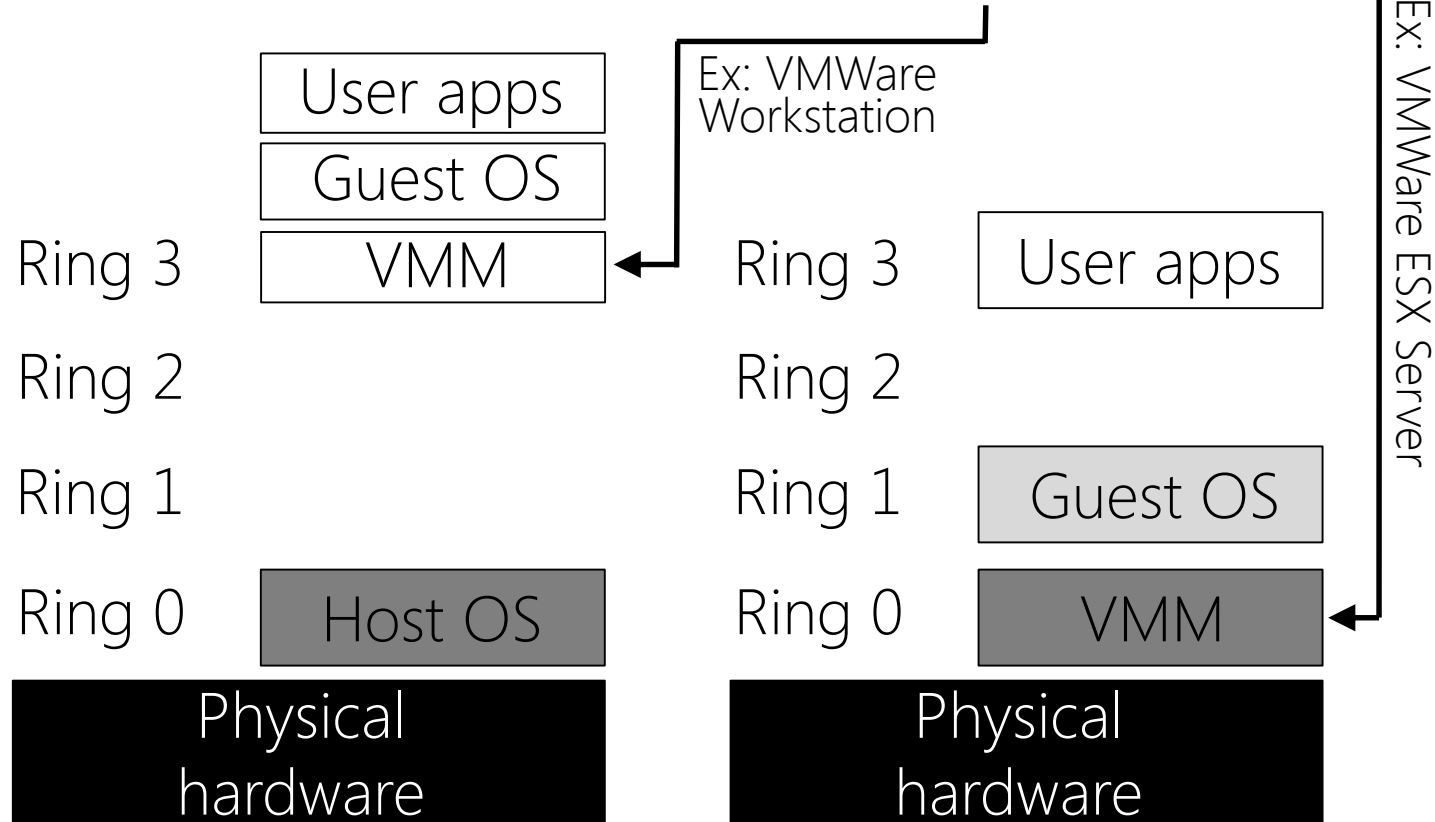 User apps
Guest OS
Ring 3
VMM
Ring 2
Ring 1
Ring 0
Host OS
Physical
hardware
Ex: VMWare
Workstation
Ring 3
User apps
Ring 2
Ring 1
Guest OS
Ring 0
VMM
Physical
hardware
Ex: VMWare ESX Server